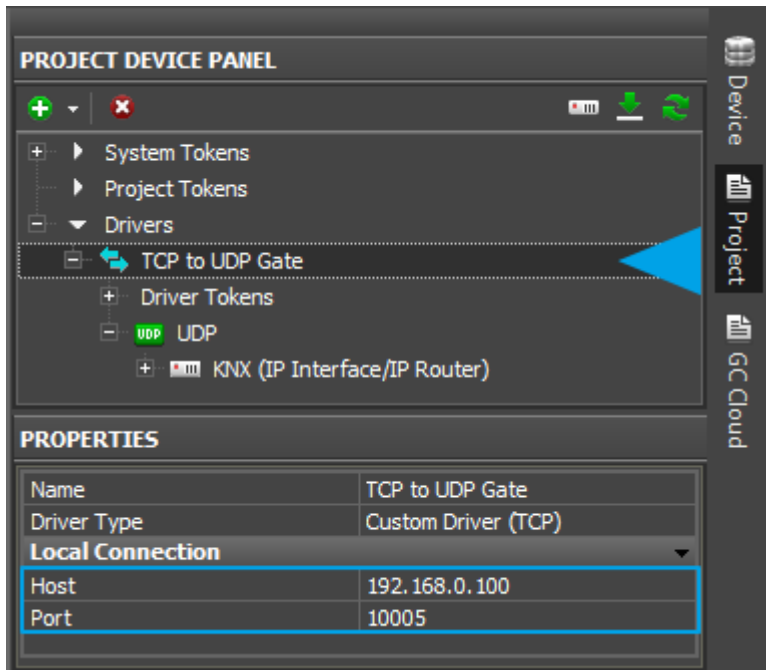 PROJECT DEVICE PANEL
System Tokens
Project Tokens
Drivers
TCP to UDP Gate
Driver Tokens
UDP UDP
KNX (IP Interface/IP Router)
PROPERTIES
Name TCP to UDP Gate
Driver Type Custom Driver (TCP)
Local Connection
Host 192.168.0.100
Port 10005
Device
Project
GC Cloud